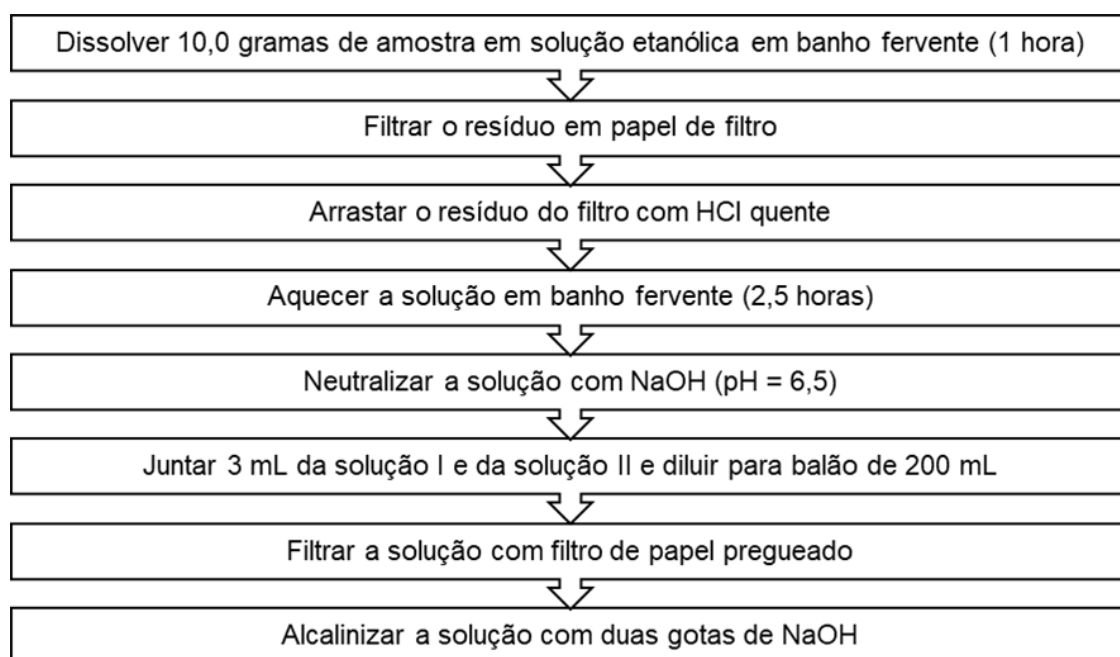 Dissolver 10,0 gramas de amostra em solução etanólica em banho fervente (1 hora)
Filtrar o resíduo em papel de filtro
Arrastar o resíduo do filtro com HCl quente
Aquecer a solução em banho fervente (2,5 horas)
Neutralizar a solução com NaOH (pH = 6,5)
Juntar 3 mL da solução I e da solução II e diluir para balão de 200 mL
Filtrar a solução com filtro de papel pregueado
Alcalinizar a solução com duas gotas de NaOH